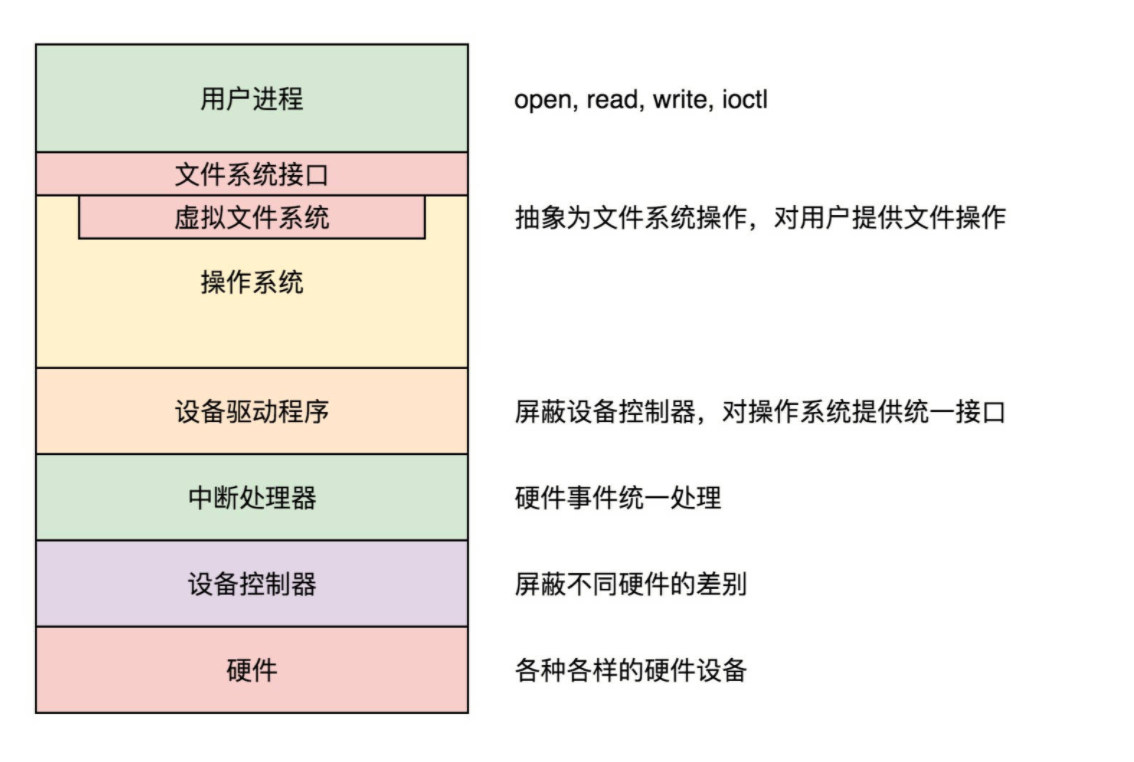 用户进程
open, read, write, ioctl
文件系统接口
虚拟文件系统
抽象为文件系统操作，对用户提供文件操作
操作系统
设备驱动程序
屏蔽设备控制器，对操作系统提供统一接口
中断处理器
硬件事件统一处理
设备控制器
屏蔽不同硬件的差别
硬件
各种各样的硬件设备